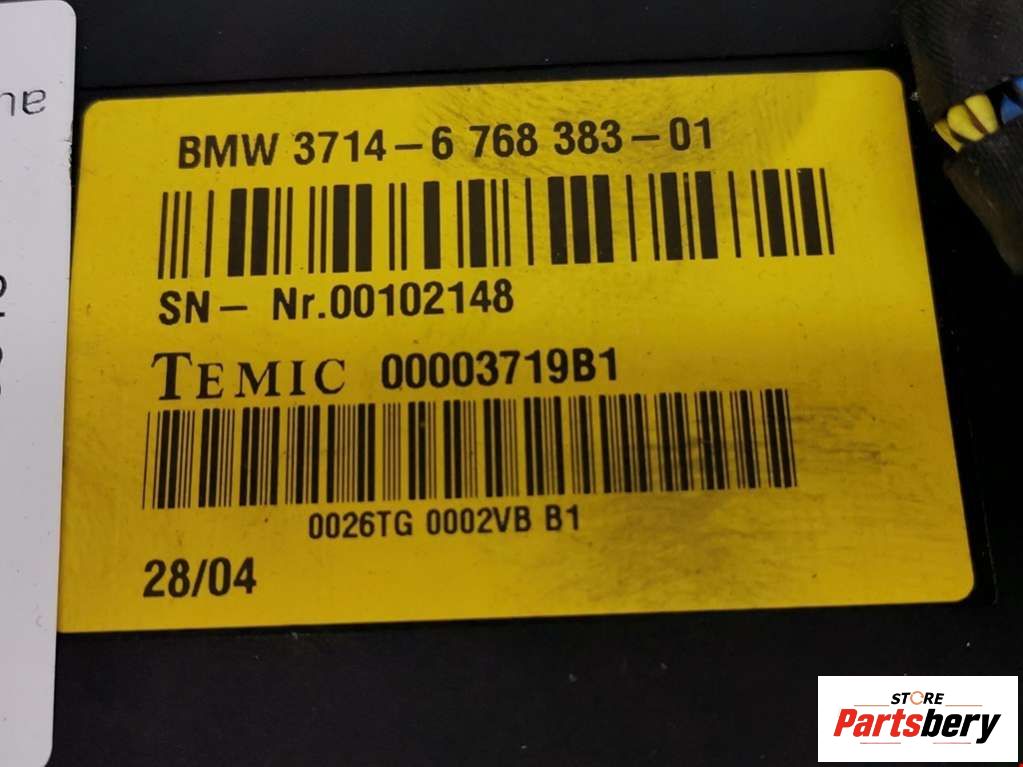 BMW 3714-6 768 383-01
SN- Nr.00102148
TEMIC 00003719B1
0026TG 0002VB B1
28/04
STORE
Partsbery